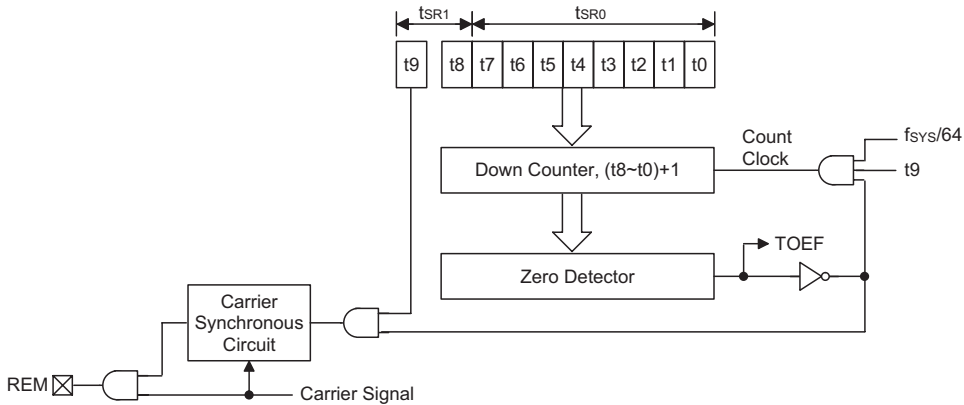 tSR1
tSR0
t9
t8 t7 t6 t5 t4 t3 t2 t1 t0
Count
Clock
fSYS/64
t9
Down Counter, (t8~t0)+1
TOEF
Zero Detector
Carrier
Synchronous
Circuit
REM
Carrier Signal